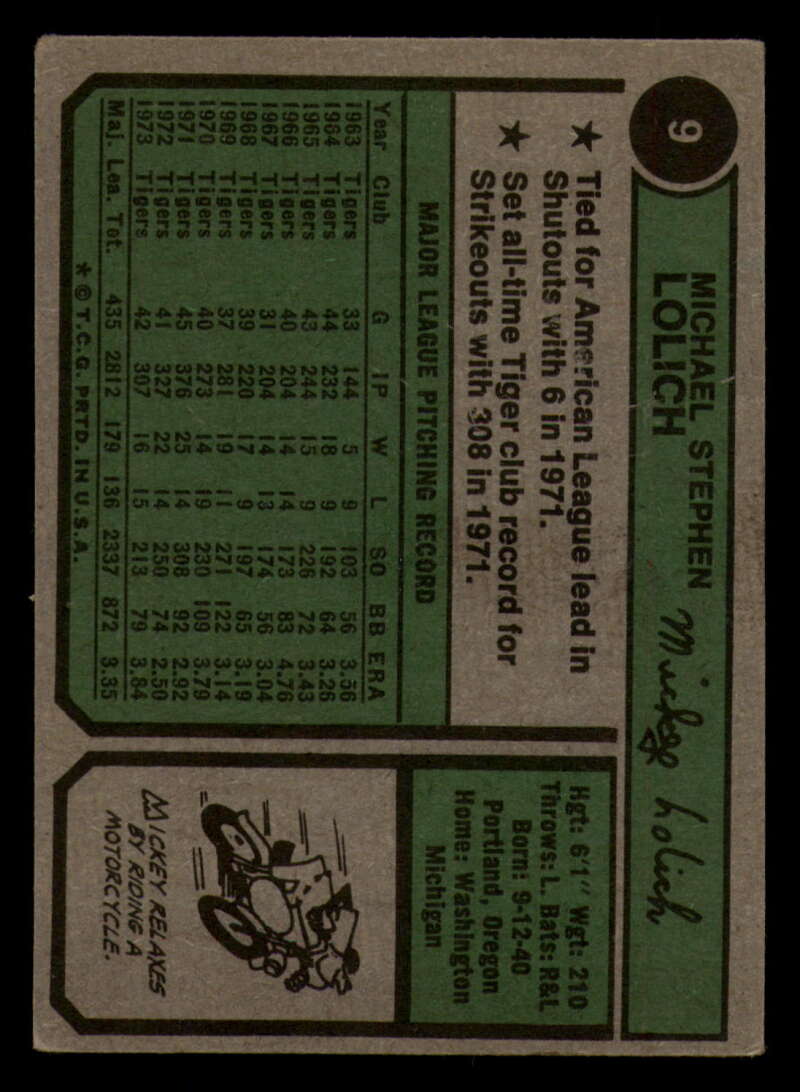 9
MICHAEL STEPHEN
LOLICH
Mickey Lolich
★ Tied for American League lead in
Shutouts with 6 in 1971.
★ Set all-time Tiger club record for
Strikeouts with 308 in 1971.
MAJOR LEAGUE PITCHING RECORD
Year Club G IP W L SO BB ERA
1963 Tigers 33 144 5 9 103 56 3.56
1964 Tigers 44 232 18 9 192 64 3.26
1965 Tigers 43 244 15 9 226 72 3.43
1966 Tigers 40 204 14 14 173 83 4.76
1967 Tigers 31 204 14 13 174 56 3.04
1968 Tigers 39 220 17 9 197 65 3.19
1969 Tigers 37 281 19 11 271 122 3.14
1970 Tigers 40 273 14 19 230 109 3.79
1971 Tigers 45 376 25 14 308 92 2.92
1972 Tigers 41 327 22 14 250 74 2.50
1973 Tigers 42 307 16 15 213 79 3.84
Maj. Lea. Tot. 435 2812 179 136 2337 872 3.35
* © T.C.G. PRTD. IN U.S.A.
Hgt: 6'1" Wgt: 210
Throws: L. Bats: R&L
Born: 9-12-40
Portland, Oregon
Home: Washington
Michigan
MICKEY RELAXES
BY RIDING A
MOTORCYCLE.